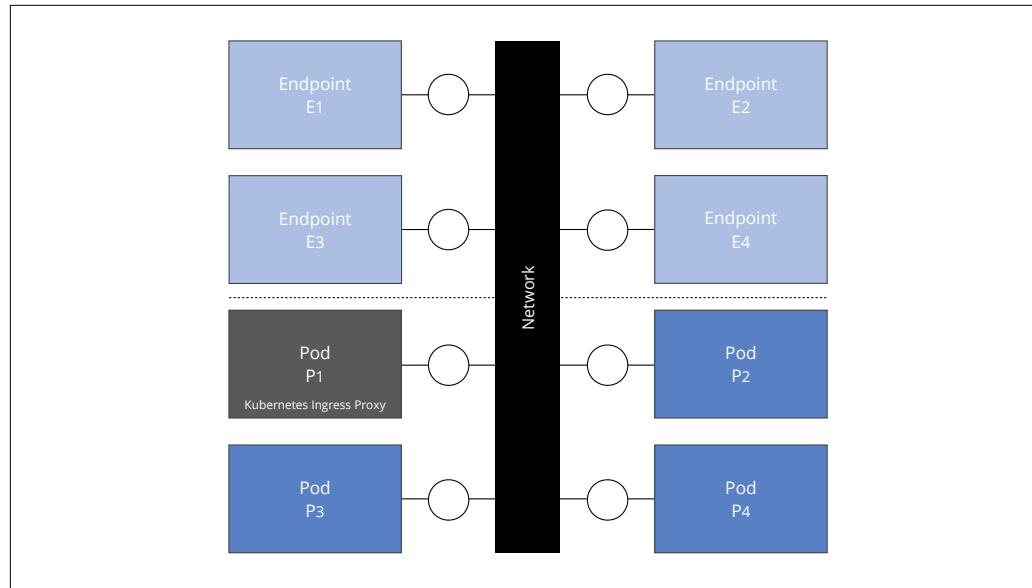 Endpoint
E1
Endpoint
E2
Endpoint
E3
Endpoint
E4
Network
Pod
P1
Kubernetes Ingress Proxy
Pod
P2
Pod
P3
Pod
P4